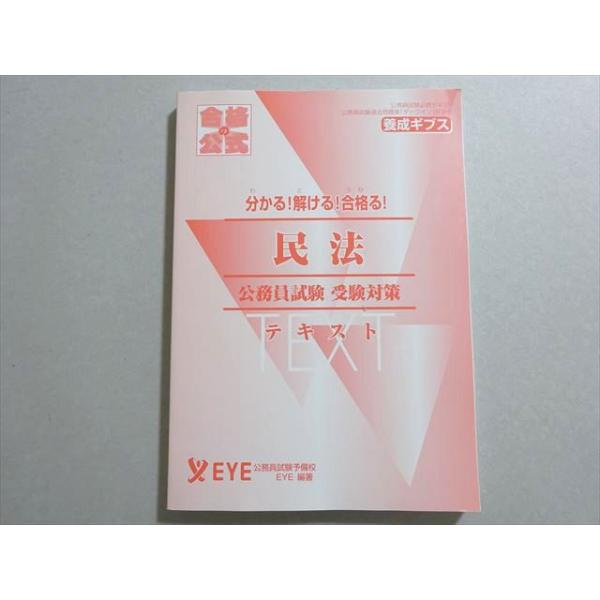 合格
の
公式
養成ギブス
分かる!解ける!合格る!
民法
公務員試験 受験対策
TEXT
テキスト
EYE 公務員試験予備校
EYE 編著